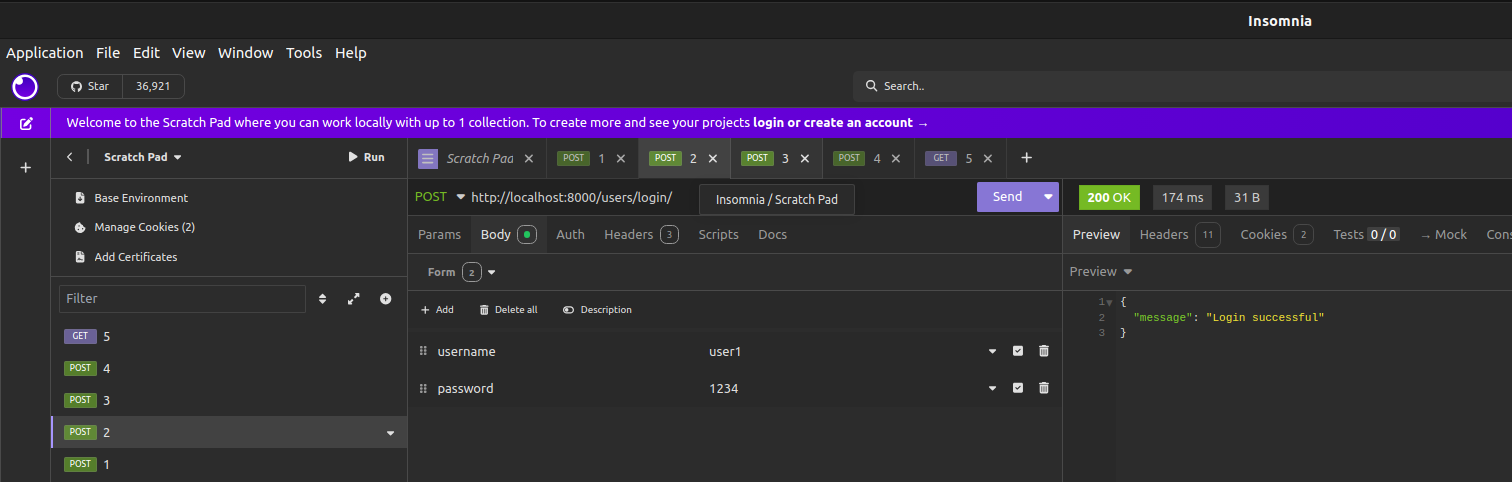 Insomnia
Application File Edit View Window Tools Help
Star 36,921 Search..
Welcome to the Scratch Pad where you can work locally with up to 1 collection. To create more and see your projects login or create an account →
Scratch Pad Run
Scratch Pad POST 1 POST 2 POST 3 POST 4 GET 5
Base Environment
Manage Cookies (2)
Add Certificates
Filter
GET 5
POST 4
POST 3
POST 2
POST 1
POST http://localhost:8000/users/login/ Insomnia / Scratch Pad Send
Params Body Auth Headers 3 Scripts Docs
Form 2
Add Delete all Description
username user1
password 1234
200 OK 174 ms 31 B
Preview Headers 11 Cookies 2 Tests 0 / 0 → Mock Cons
Preview
1 {
2 "message": "Login successful"
3 }